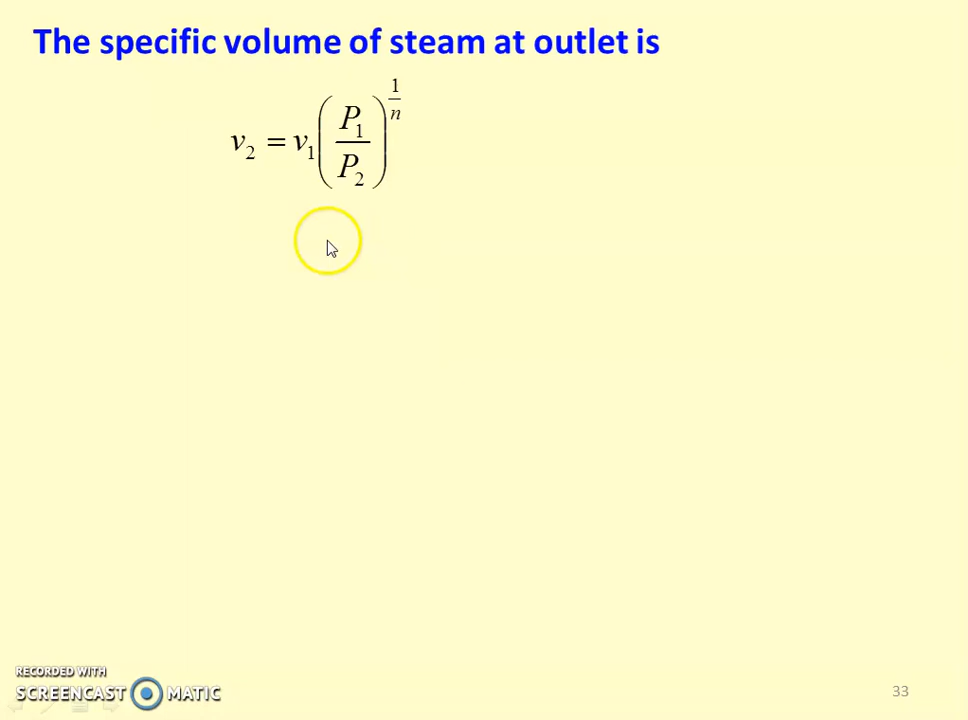 The specific volume of steam at outlet is
v₂ = v₁ (P₁/P₂)^(1/n)
RECORDED WITH
SCREENCAST MATIC
33